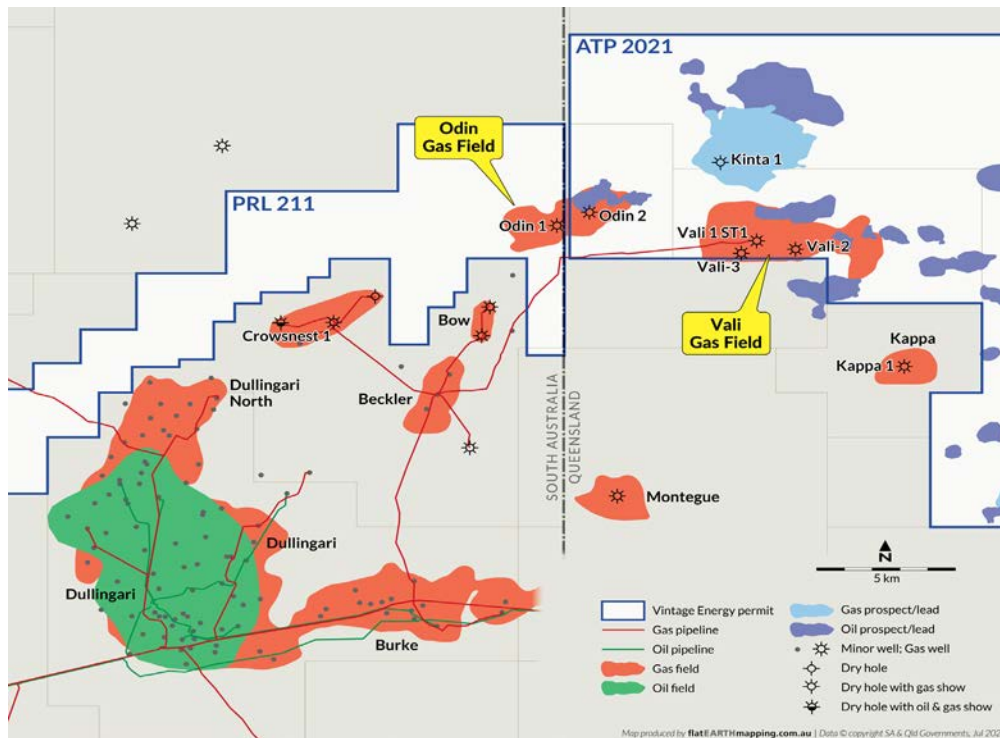 ATP 2021
Odin
Gas Field
Kinta 1
PRL 211
Odin 1
Odin 2
Vali 1 ST1
Vali-2
Vali-3
Crowsnest 1
Bow
Vali
Gas Field
Kappa
Kappa 1
Dullingari
North
Beckler
SOUTH AUSTRALIA
QUEENSLAND
Montegue
Dullingari
Dullingari
Burke
N
5 km
Vintage Energy permit
Gas pipeline
Oil pipeline
Gas field
Oil field
Gas prospect/lead
Oil prospect/lead
Minor well; Gas well
Dry hole
Dry hole with gas show
Dry hole with oil & gas show
Map produced by flatEARTHmapping.com.au | Data © copyright SA & Qld Governments, Jul